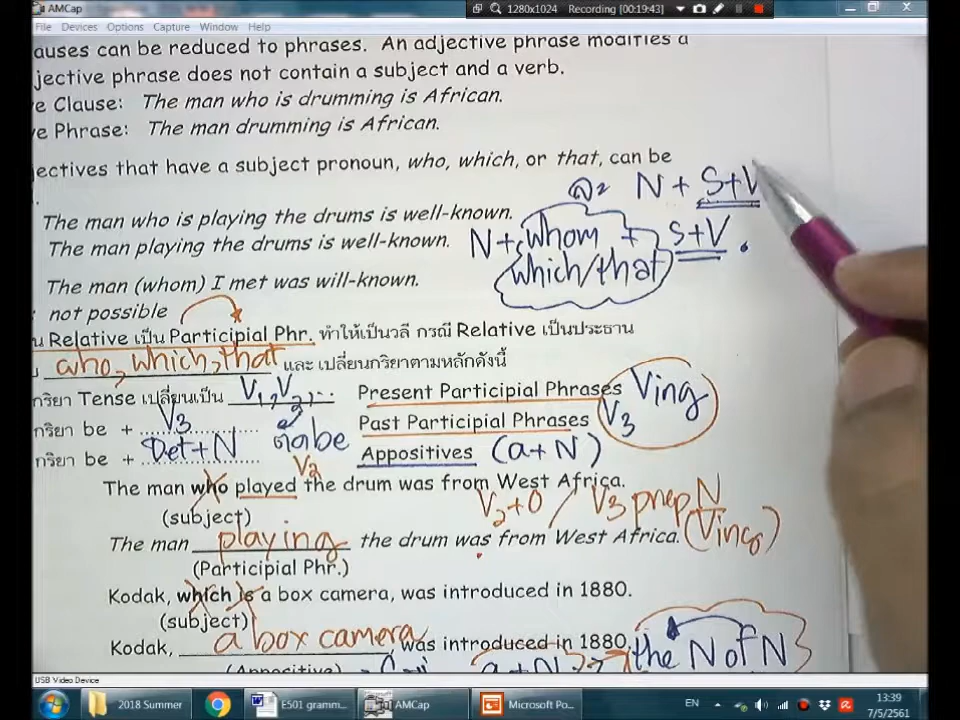 AMCap
1280x1024 Recording [00:19:43]
File Devices Options Capture Window Help
auses can be reduced to phrases. An adjective phrase modifies a
jective phrase does not contain a subject and a verb.
e Clause: The man who is drumming is African.
e Phrase: The man drumming is African.
jectives that have a subject pronoun, who, which, or that, can be
ละ N + S+V
The man who is playing the drums is well-known.
The man playing the drums is well-known.
N + whom + S+V.
which/that
The man (whom) I met was will-known.
: not possible
น Relative เป็น Participial Phr. ทำให้เป็นวลี กรณี Relative เป็นประธาน
who, which, that และ เปลี่ยนกริยาตามหลักดังนี้
กริยา Tense เปลี่ยนเป็น V1, V2, ... Present Participial Phrases Ving
กริยา be + V3 Past Participial Phrases V3
กริยา be + Det+N ตัด be Appositives (a+N)
V2
The man who played the drum was from West Africa.
(subject)
V2+O / V3 prep N
The man playing the drum was from West Africa. (Ving)
(Participial Phr.)
Kodak, which is a box camera, was introduced in 1880.
(subject)
Kodak, a box camera, was introduced in 1880.
the N of N
(Appositive)
a+N
USB Video Device
2018 Summer E501 gramm... AMCap Microsoft Po... EN 13:39
7/5/2561